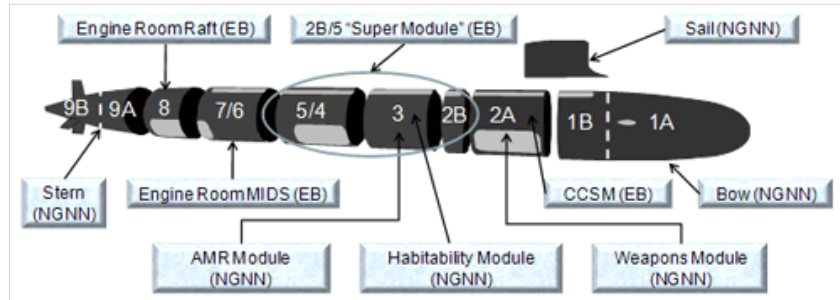 Engine Room Raft (EB)
2B/5 “Super Module” (EB)
Sail (NGNN)
9B
9A
8
7/6
5/4
3
2B
2A
1B
1A
Stern
(NGNN)
Engine Room MIDS (EB)
CCSM (EB)
Bow (NGNN)
AMR Module
(NGNN)
Habitability Module
(NGNN)
Weapons Module
(NGNN)